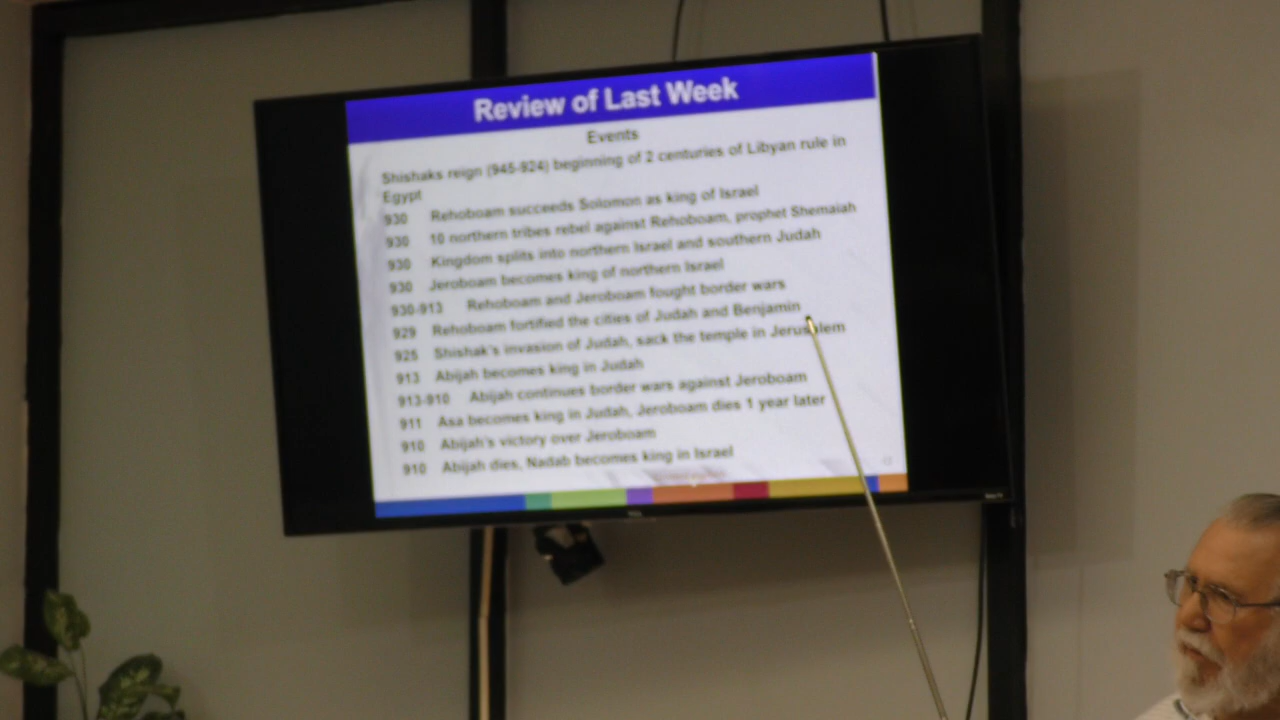 Review of Last Week
Events
Shishaks reign (945-924) beginning of 2 centuries of Libyan rule in
Egypt
930 Rehoboam succeeds Solomon as king of Israel
930 10 northern tribes rebel against Rehoboam, prophet Shemaiah
930 Kingdom splits into northern Israel and southern Judah
930 Jeroboam becomes king of northern Israel
930-913 Rehoboam and Jeroboam fought border wars
929 Rehoboam fortified the cities of Judah and Benjamin
925 Shishak's invasion of Judah, sack the temple in Jerusalem
913 Abijah becomes king in Judah
913-910 Abijah continues border wars against Jeroboam
911 Asa becomes king in Judah, Jeroboam dies 1 year later
910 Abijah's victory over Jeroboam
910 Abijah dies, Nadab becomes king in Israel